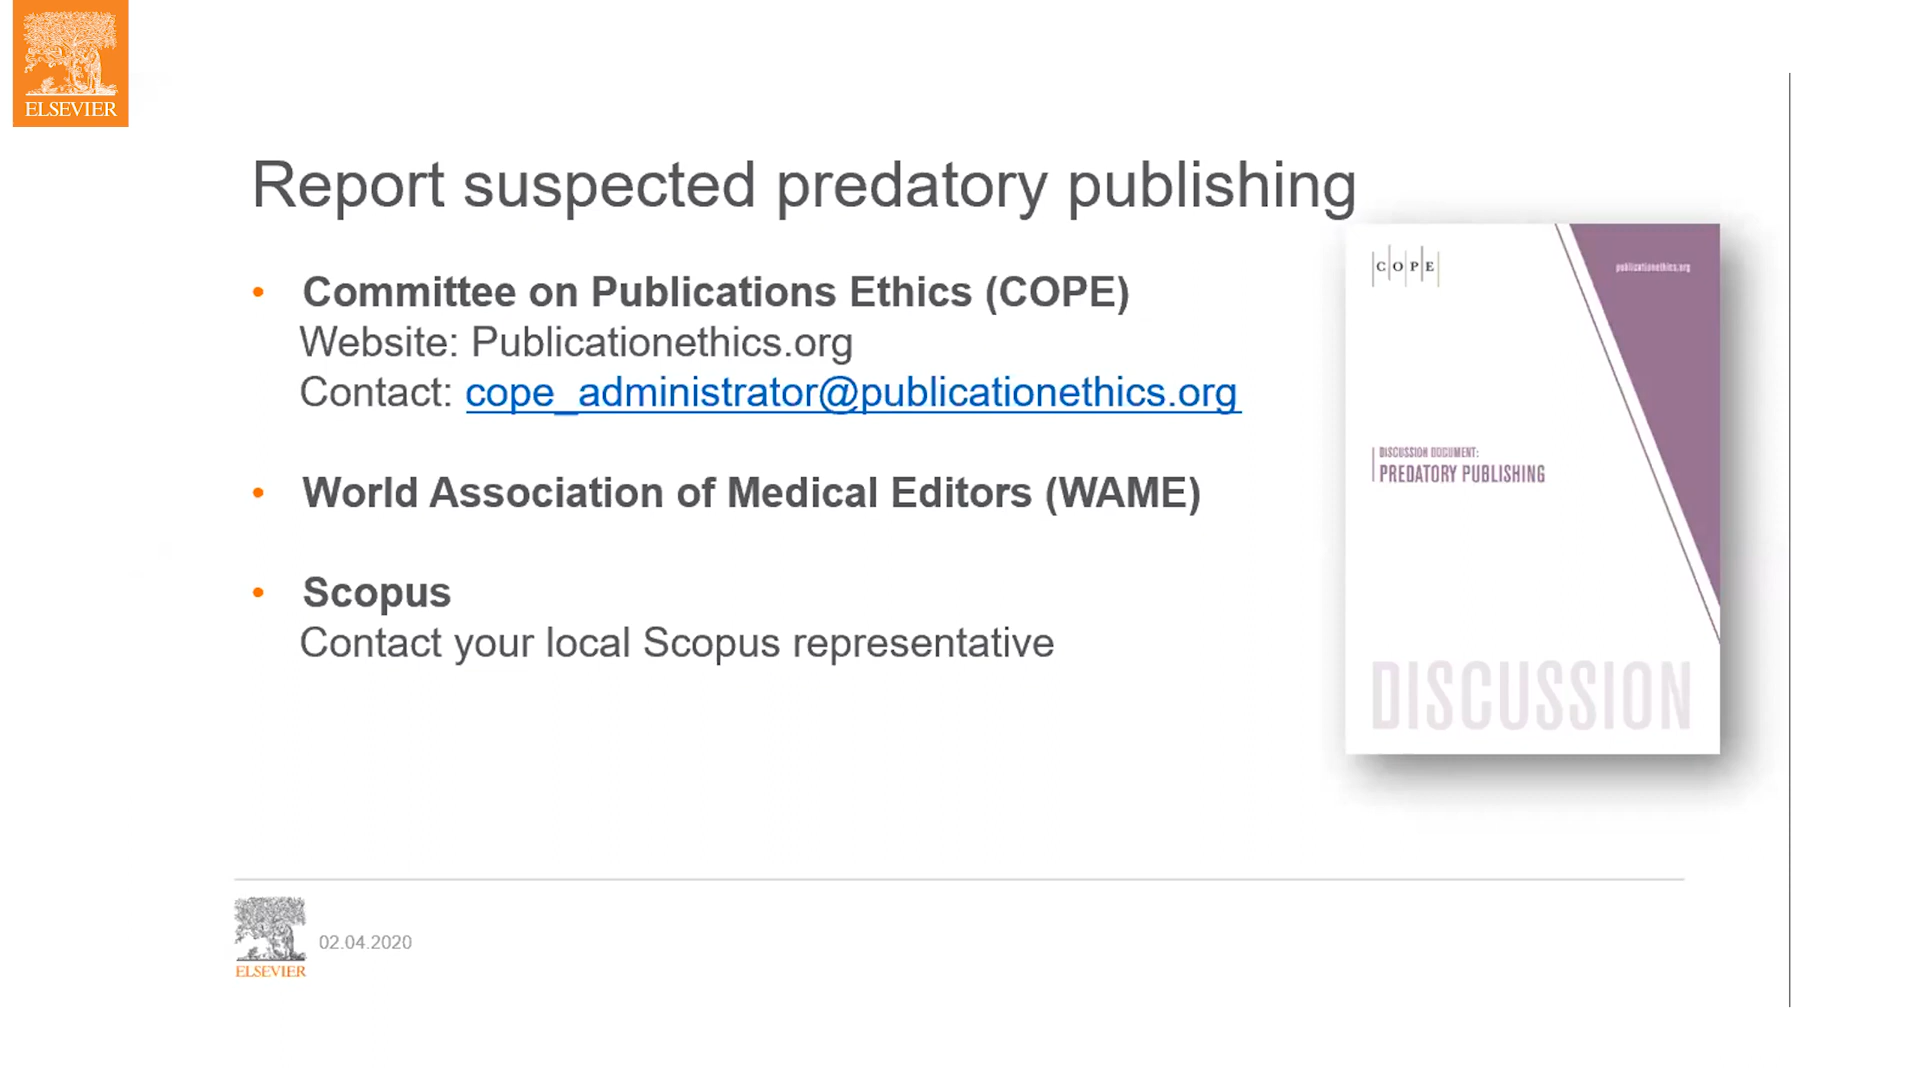 ELSEVIER
Report suspected predatory publishing
• Committee on Publications Ethics (COPE)
Website: Publicationethics.org
Contact: cope_administrator@publicationethics.org
• World Association of Medical Editors (WAME)
• Scopus
Contact your local Scopus representative
COPE
publicationethics.org
DISCUSSION DOCUMENT:
PREDATORY PUBLISHING
DISCUSSION
ELSEVIER
02.04.2020